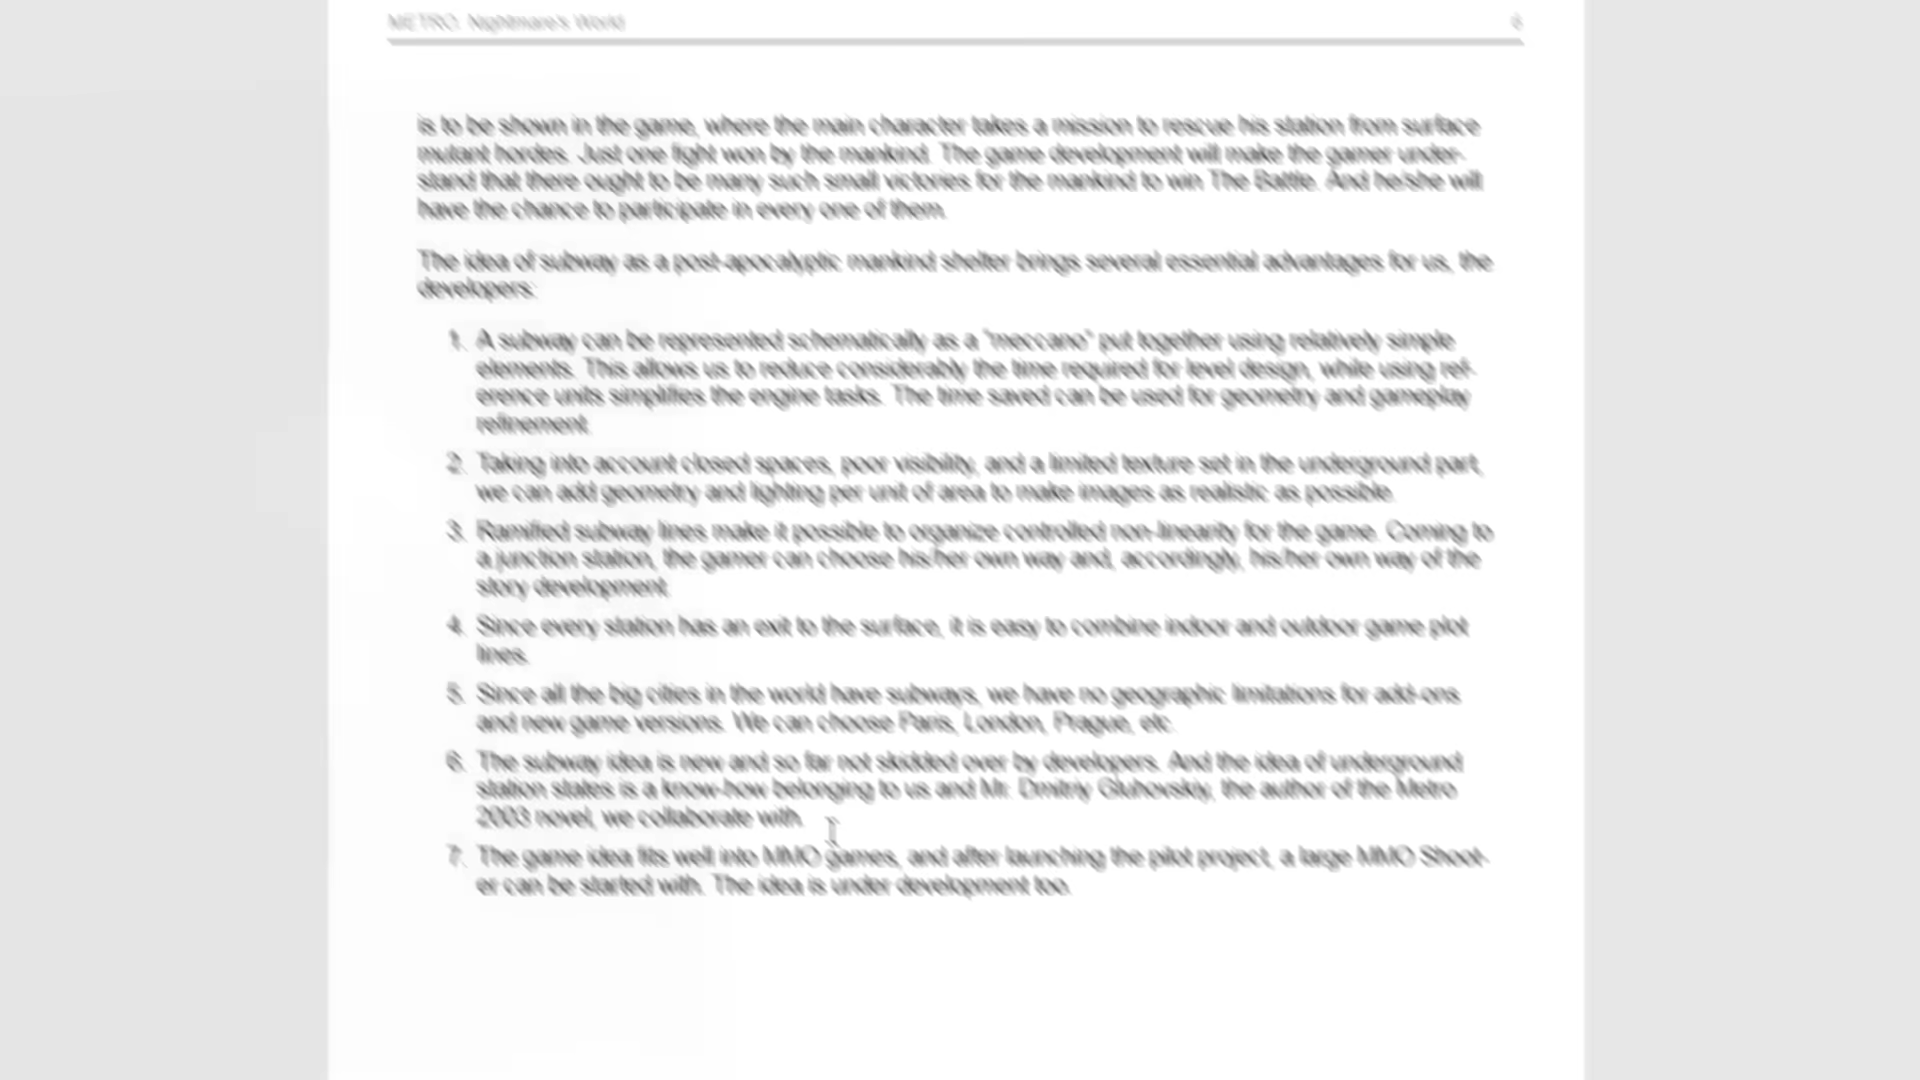 METRO. Nightmare's World
6
is to be shown in the game, where the main character takes a mission to rescue his station from surface
mutant hordes. Just one fight won by the mankind. The game development will make the gamer under-
stand that there ought to be many such small victories for the mankind to win The Battle. And he/she will
have the chance to participate in every one of them.
The idea of subway as a post-apocalyptic mankind shelter brings several essential advantages for us, the
developers:
1. A subway can be represented schematically as a "meccano" put together using relatively simple
elements. This allows us to reduce considerably the time required for level design, while using ref-
erence units simplifies the engine tasks. The time saved can be used for geometry and gameplay
refinement.
2. Taking into account closed spaces, poor visibility, and a limited texture set in the underground part,
we can add geometry and lighting per unit of area to make images as realistic as possible.
3. Ramified subway lines make it possible to organize controlled non-linearity for the game. Coming to
a junction station, the gamer can choose his/her own way and, accordingly, his/her own way of the
story development.
4. Since every station has an exit to the surface, it is easy to combine indoor and outdoor game plot
lines.
5. Since all the big cities in the world have subways, we have no geographic limitations for add-ons
and new game versions. We can choose Paris, London, Prague, etc.
6. The subway idea is new and so far not skidded over by developers. And the idea of underground
station states is a know-how belonging to us and Mr. Dmitriy Gluhovskiy, the author of the Metro
2003 novel, we collaborate with.
7. The game idea fits well into MMO games, and after launching the pilot project, a large MMO Shoot-
er can be started with. The idea is under development too.